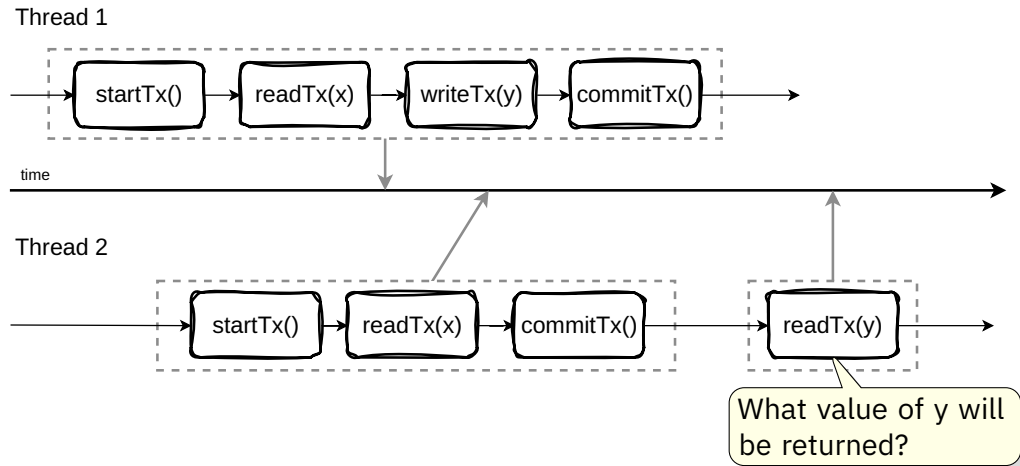 Thread 1
startTx()
readTx(x)
writeTx(y)
commitTx()
time
Thread 2
startTx()
readTx(x)
commitTx()
readTx(y)
What value of y will
be returned?